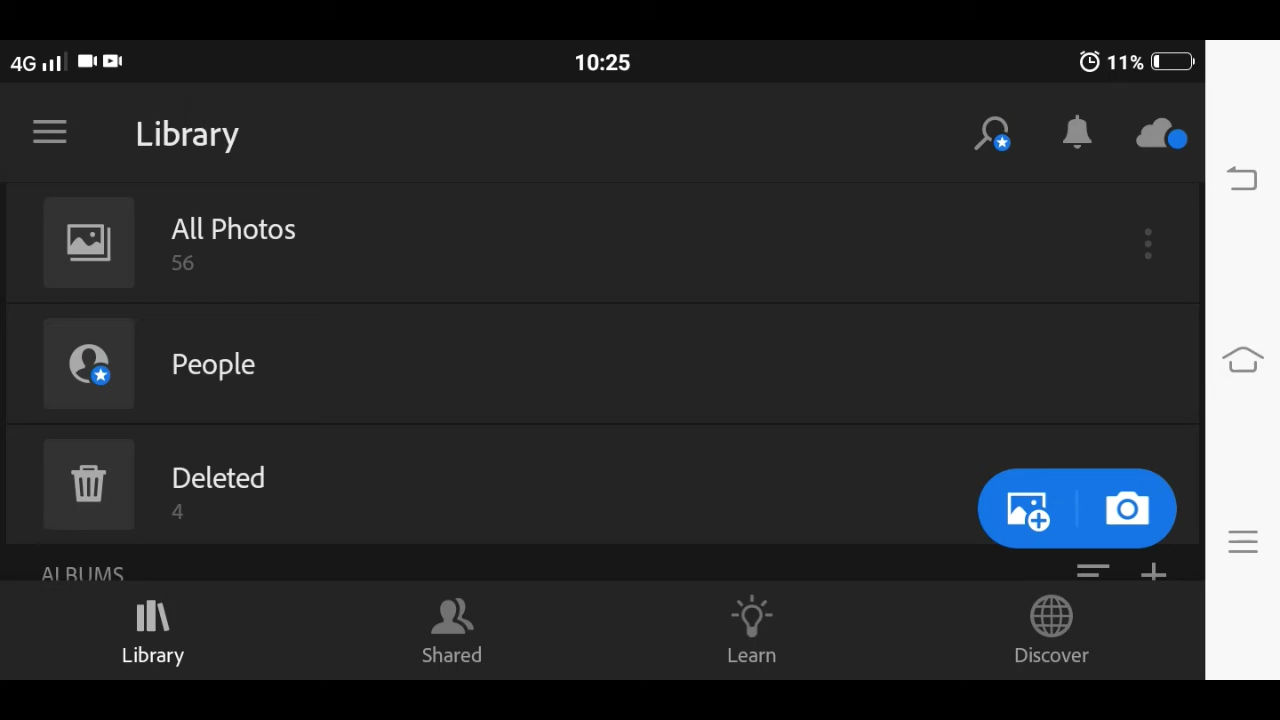 4G 10:25 11%
Library
All Photos
56
People
Deleted
4
ALBUMS
Library Shared Learn Discover